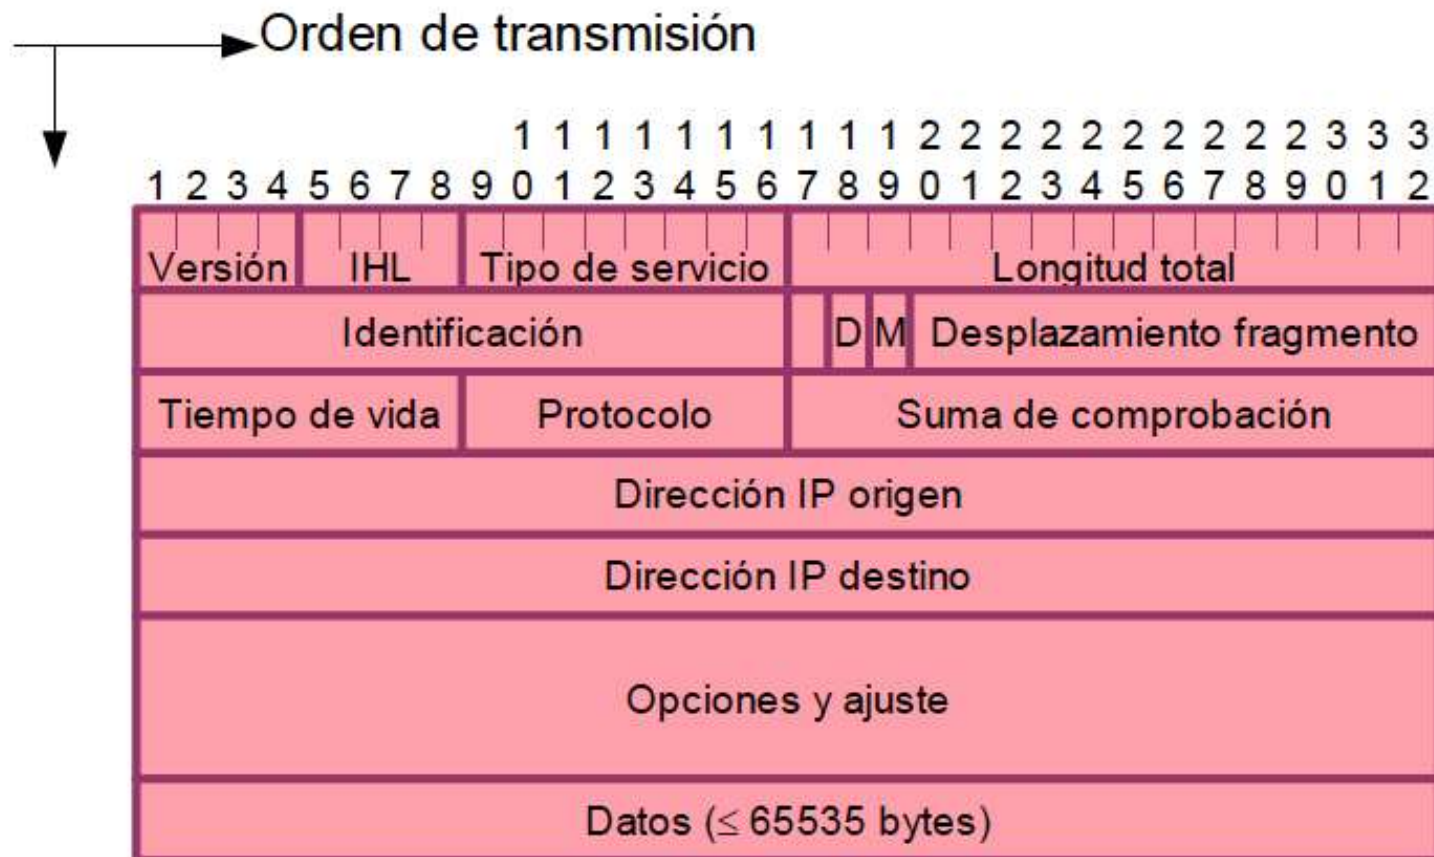 Orden de transmisión
1 1 1 1 1 1 1 1 1 1 2 2 2 2 2 2 2 2 2 2 3 3 3
1 2 3 4 5 6 7 8 9 0 1 2 3 4 5 6 7 8 9 0 1 2 3 4 5 6 7 8 9 0 1 2
Versión IHL Tipo de servicio Longitud total
Identificación D M Desplazamiento fragmento
Tiempo de vida Protocolo Suma de comprobación
Dirección IP origen
Dirección IP destino
Opciones y ajuste
Datos (≤ 65535 bytes)